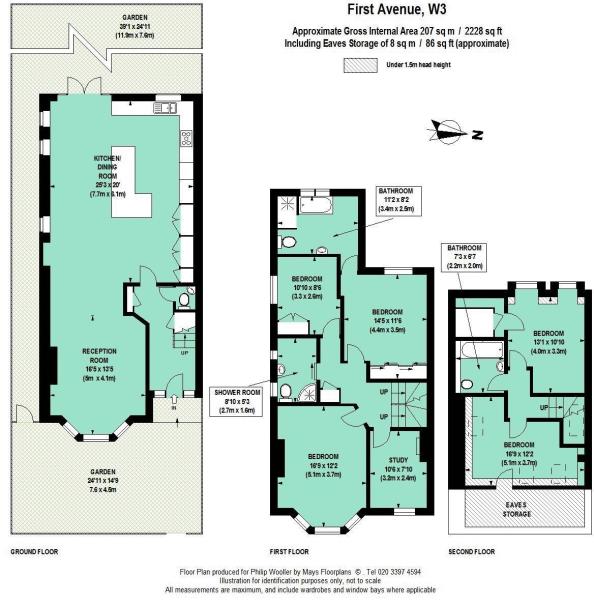 First Avenue, W3
Approximate Gross Internal Area 207 sq m / 2228 sq ft
Including Eaves Storage of 8 sq m / 86 sq ft (approximate)
Under 1.5m head height
N
GARDEN
39'1 x 24'11
(11.9m x 7.6m)
KITCHEN/
DINING
ROOM
25'3 x 20'
(7.7m x 6.1m)
UP
RECEPTION
ROOM
16'5 x 13'5
(5m x 4.1m)
IN
GARDEN
24'11 x 14'9
7.6 x 4.5m
GROUND FLOOR
BATHROOM
11'2 x 8'2
(3.4m x 2.5m)
BEDROOM
10'10 x 8'6
(3.3 x 2.6m)
BEDROOM
14'5 x 11'6
(4.4m x 3.5m)
SHOWER ROOM
8'10 x 5'3
(2.7m x 1.6m)
UP
UP
BEDROOM
16'9 x 12'2
(5.1m x 3.7m)
STUDY
10'6 x 7'10
(3.2m x 2.4m)
FIRST FLOOR
BATHROOM
7'3 x 6'7
(2.2m x 2.0m)
BEDROOM
13'1 x 10'10
(4.0m x 3.3m)
UP
BEDROOM
16'9 x 12'2
(5.1m x 3.7m)
EAVES
STORAGE
SECOND FLOOR
Floor Plan produced for Philip Wooller by Mays Floorplans © . Tel 020 3397 4594
Illustration for identification purposes only, not to scale
All measurements are maximum, and include wardrobes and window bays where applicable